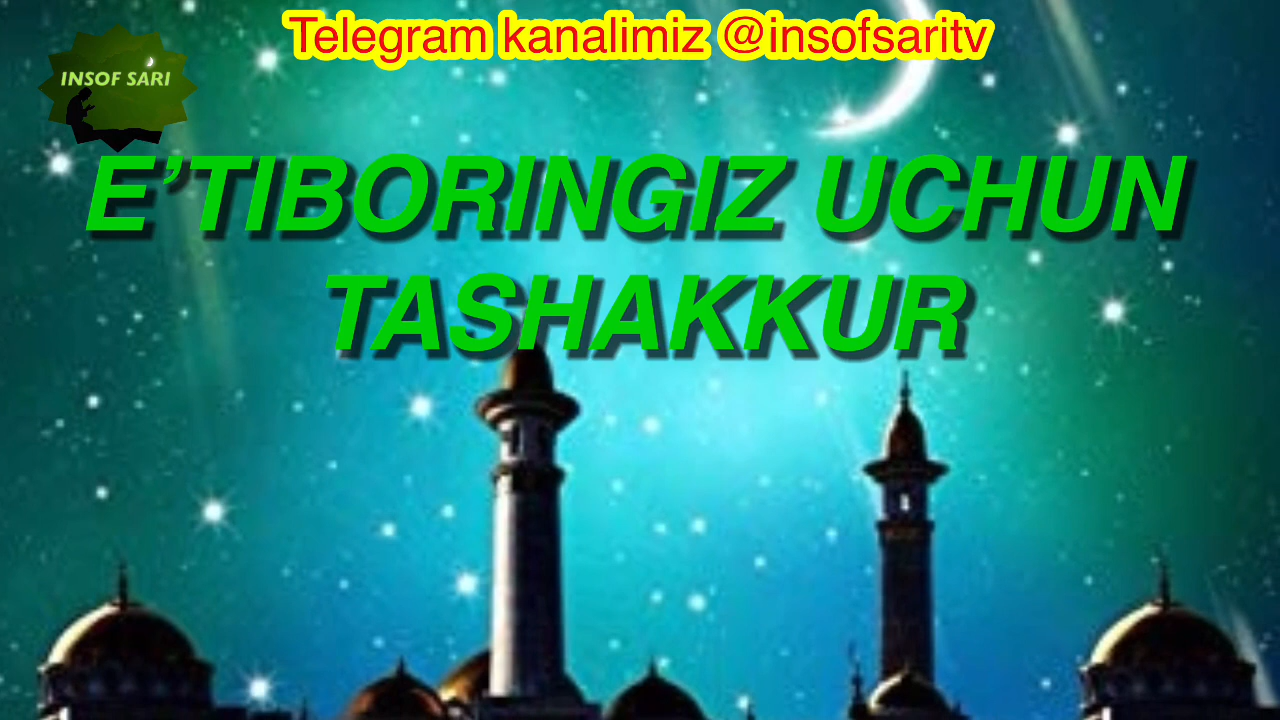 Telegram kanalimiz @insofsaritv
INSOF SARI
E’TIBORINGIZ UCHUN
TASHAKKUR